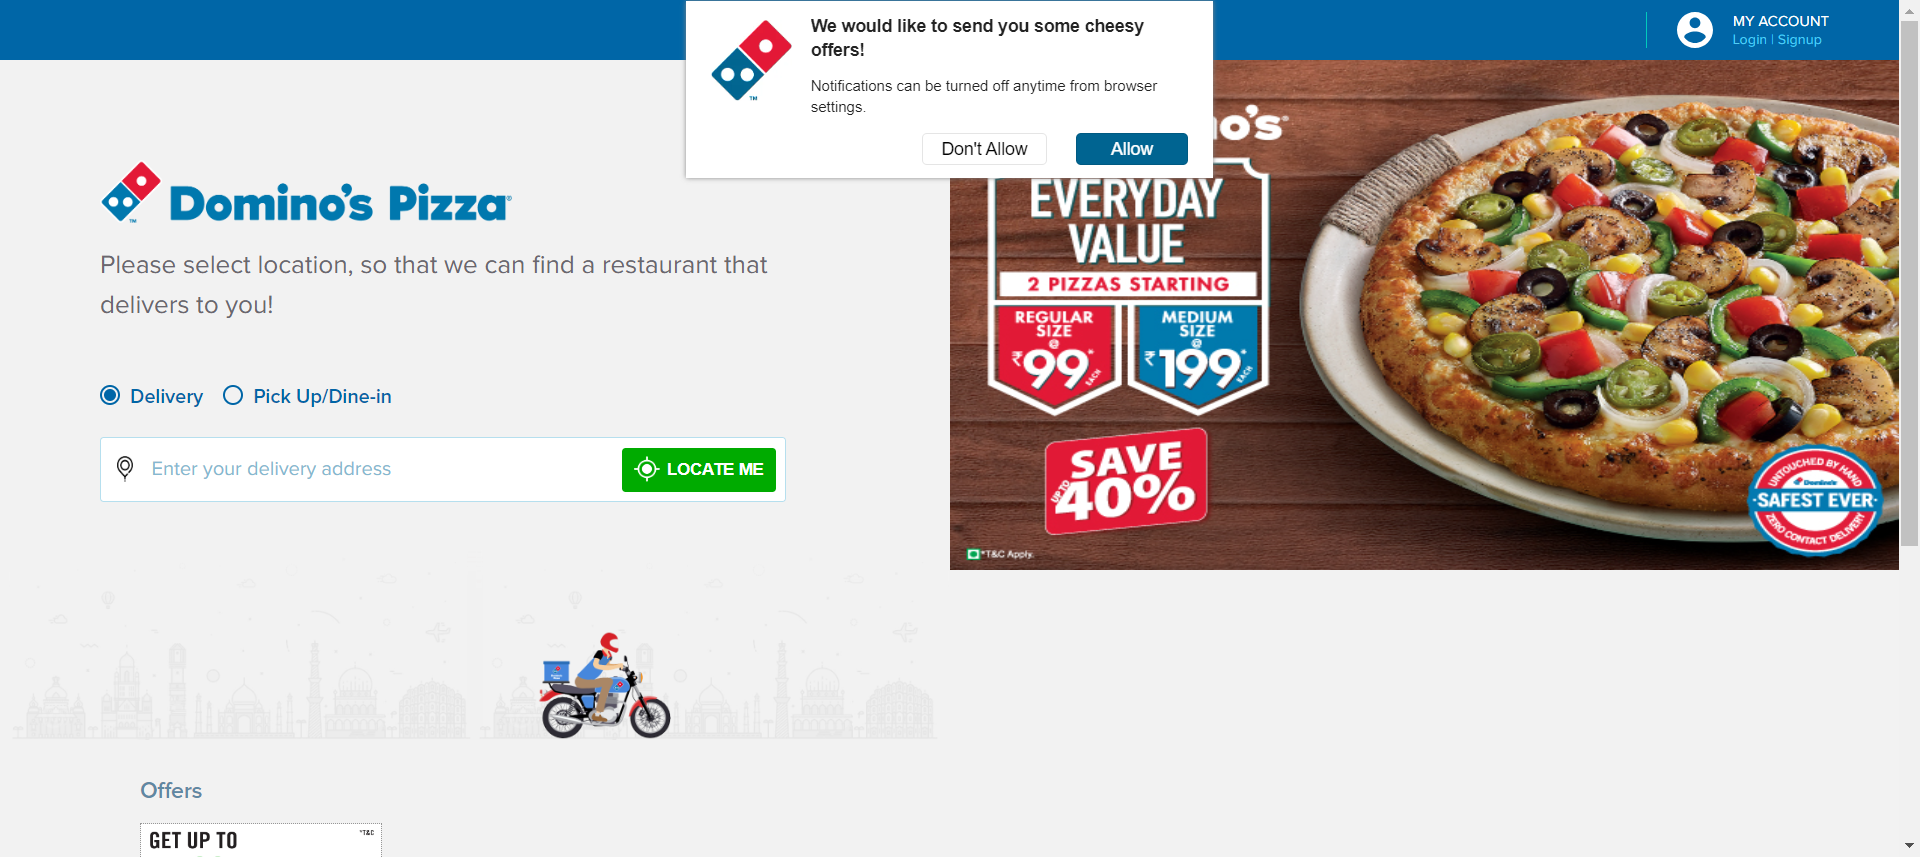 We would like to send you some cheesy
offers!
Notifications can be turned off anytime from browser
settings.
Don't Allow
Allow
MY ACCOUNT
Login | Signup
Domino's Pizza
Please select location, so that we can find a restaurant that
delivers to you!
Delivery
Pick Up/Dine-in
Enter your delivery address
LOCATE ME
o's
EVERYDAY
VALUE
2 PIZZAS STARTING
REGULAR
SIZE
@
₹99*
EACH
MEDIUM
SIZE
@
₹199*
EACH
SAVE
UPTO
40%
*T&C Apply.
UNTOUCHED BY HAND
Domino's
SAFEST EVER
ZERO CONTACT DELIVERY
Offers
GET UP TO
*T&C